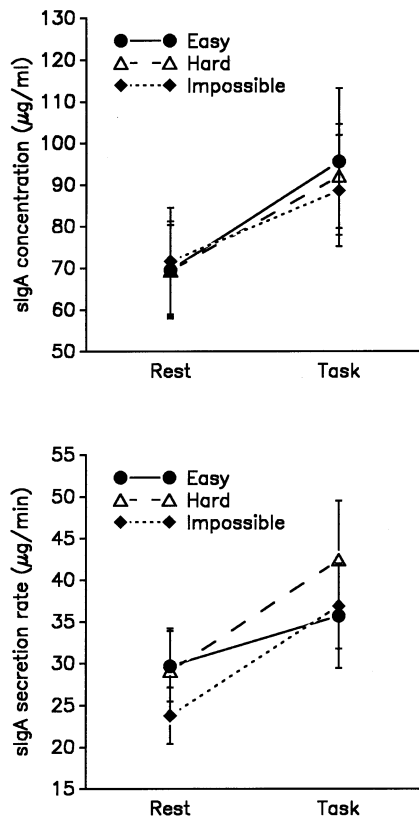 130
120
110
100
90
80
70
60
50
sIgA concentration (μg/ml)
Easy
Hard
Impossible
Rest Task
55
50
45
40
35
30
25
20
15
sIgA secretion rate (μg/min)
Easy
Hard
Impossible
Rest Task